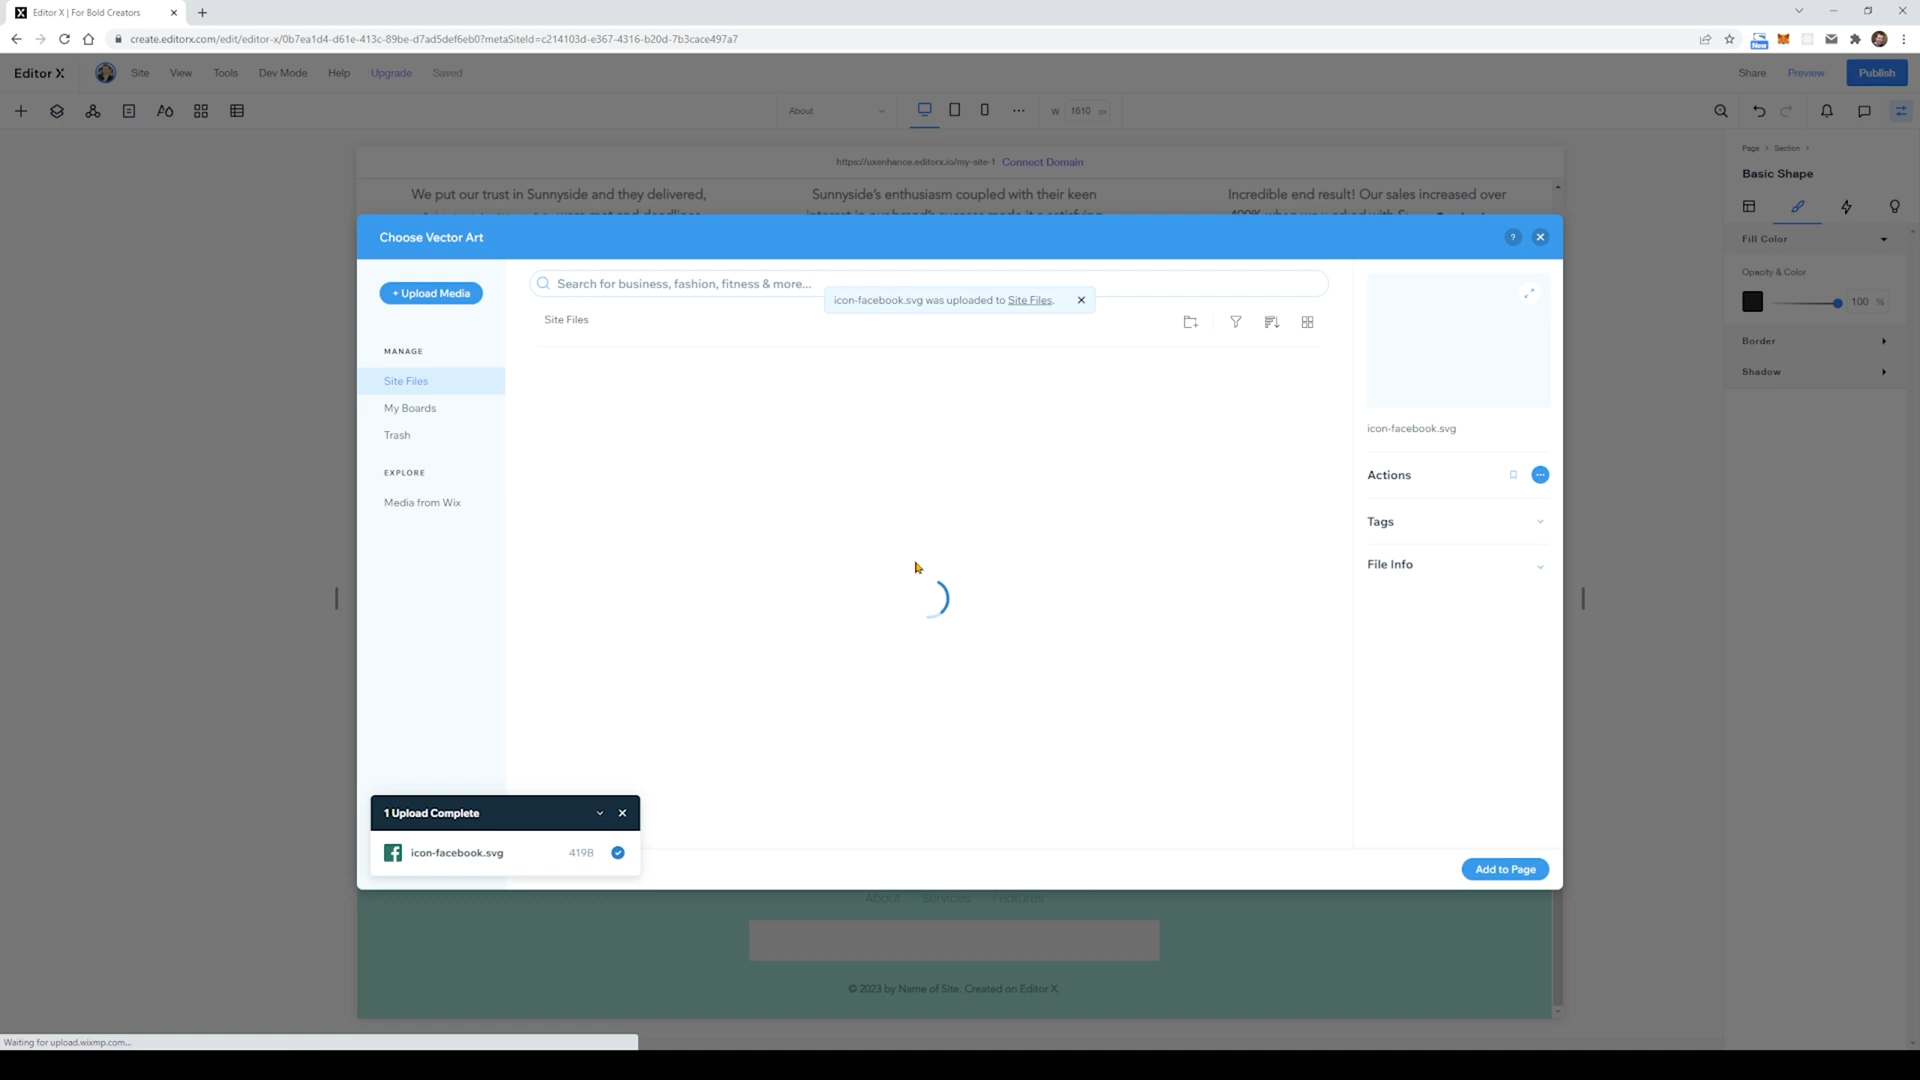 Editor X | For Bold Creators
create.editorx.com/edit/editor-x/0b7ea1d4-d61e-413c-89be-d7ad5def6eb0?metaSiteId=c214103d-e367-4316-b20d-7b3cace497a7
New
Editor X
Site
View
Tools
Dev Mode
Help
Upgrade
Saved
Share
Preview
Publish
About
W 1610 px
https://uxenhance.editorx.io/my-site-1 Connect Domain
We put our trust in Sunnyside and they delivered,
Sunnyside's enthusiasm coupled with their keen
Incredible end result! Our sales increased over
Page > Section >
Basic Shape
Fill Color
Opacity & Color
100 %
Border
Shadow
Choose Vector Art
?
+ Upload Media
Search for business, fashion, fitness & more...
icon-facebook.svg was uploaded to Site Files.
Site Files
MANAGE
Site Files
My Boards
Trash
EXPLORE
Media from Wix
icon-facebook.svg
Actions
Tags
File Info
1 Upload Complete
icon-facebook.svg
419B
Add to Page
About Services Features
© 2023 by Name of Site. Created on Editor X.
Waiting for upload.wixmp.com...